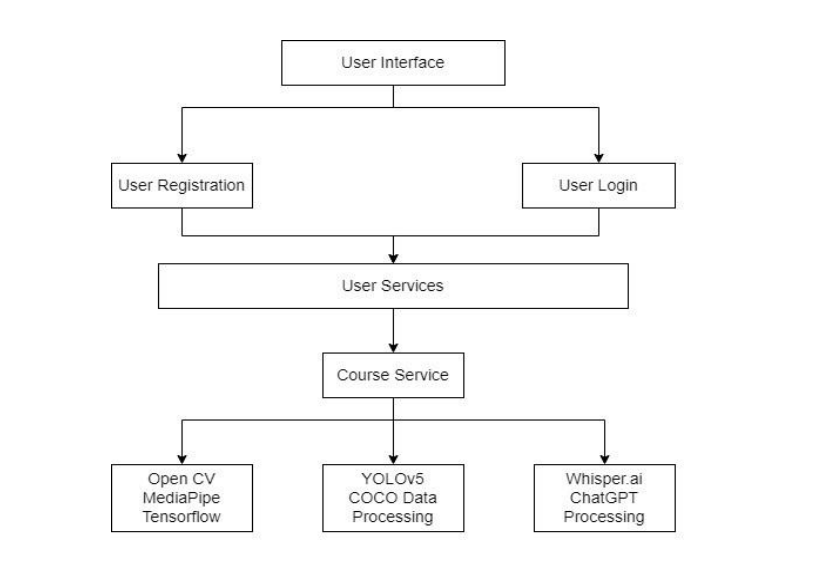 User Interface
User Registration
User Login
User Services
Course Service
Open CV
MediaPipe
Tensorflow
YOLOv5
COCO Data
Processing
Whisper.ai
ChatGPT
Processing